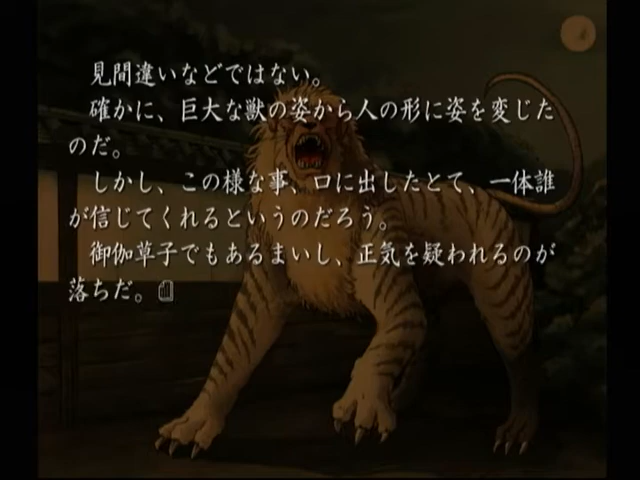 見間違いなどではない。
確かに、巨大な獣の姿から人の形に姿を変じた
のだ。
しかし、この様な事、口に出したとて、一体誰
が信じてくれるというのだろう。
御伽草子でもあるまいし、正気を疑われるのが
落ちだ。